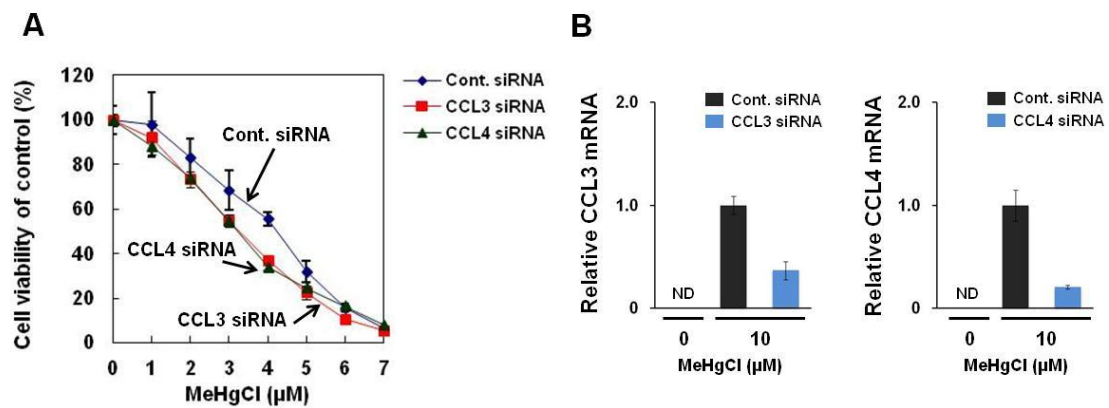 A
Cell viability of control (%)
120
100
80
60
40
20
0
0 1 2 3 4 5 6 7
MeHgCl (µM)
Cont. siRNA
CCL4 siRNA
CCL3 siRNA
Cont. siRNA
CCL3 siRNA
CCL4 siRNA
B
Relative CCL3 mRNA
2.0
1.0
0
Cont. siRNA
CCL3 siRNA
ND
0 10
MeHgCl (µM)
Relative CCL4 mRNA
2.0
1.0
0
Cont. siRNA
CCL4 siRNA
ND
0 10
MeHgCl (µM)